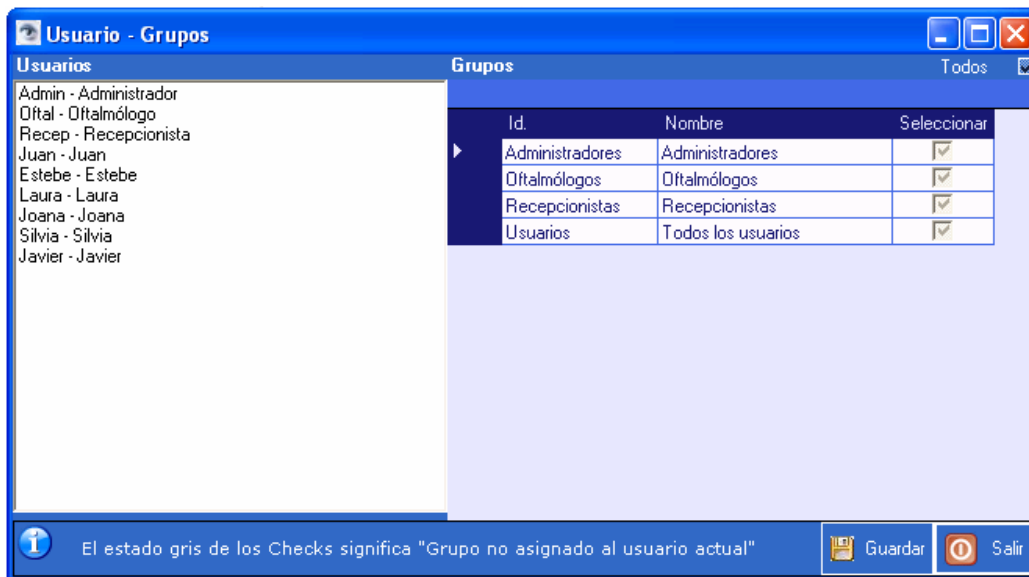 Usuario - Grupos
Usuarios
Grupos
Todos
Admin - Administrador
Oftal - Oftalmólogo
Recep - Recepcionista
Juan - Juan
Estebe - Estebe
Laura - Laura
Joana - Joana
Silvia - Silvia
Javier - Javier
Id. Nombre Seleccionar
Administradores Administradores
Oftalmólogos Oftalmólogos
Recepcionistas Recepcionistas
Usuarios Todos los usuarios
El estado gris de los Checks significa "Grupo no asignado al usuario actual"
Guardar
Salir